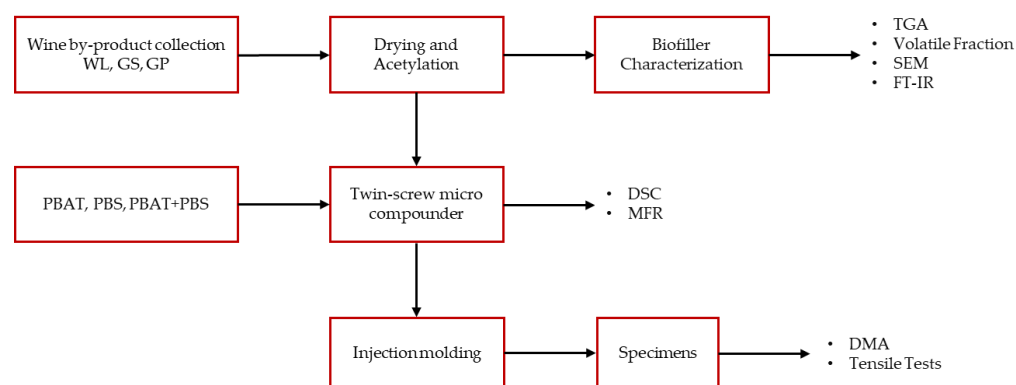 Wine by-product collection
WL, GS, GP
Drying and
Acetylation
Biofiller
Characterization
• TGA
• Volatile Fraction
• SEM
• FT-IR
PBAT, PBS, PBAT+PBS
Twin-screw micro
compounder
• DSC
• MFR
Injection molding
Specimens
• DMA
• Tensile Tests